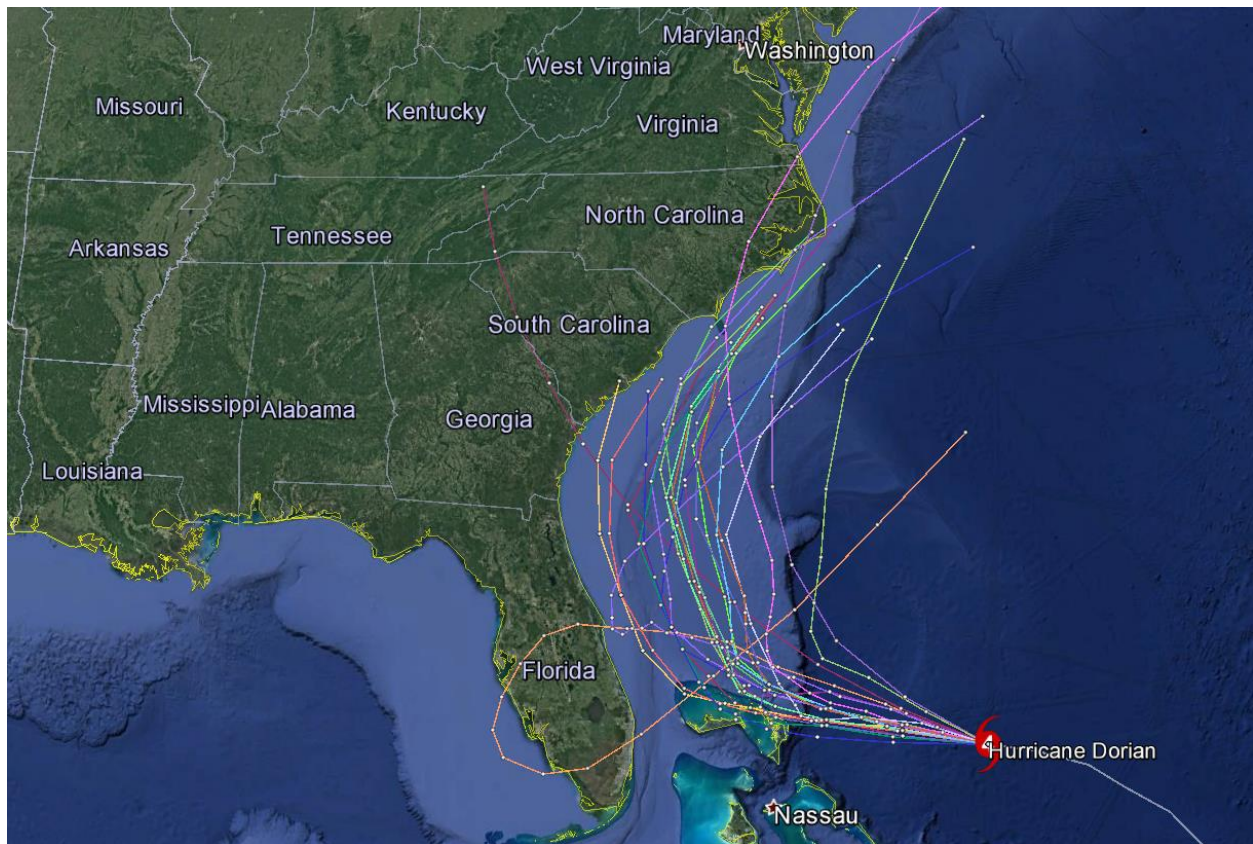 Maryland
Washington
West Virginia
Missouri
Kentucky
Virginia
North Carolina
Tennessee
Arkansas
South Carolina
Mississippi
Alabama
Georgia
Louisiana
Florida
4
Hurricane Dorian
Nassau